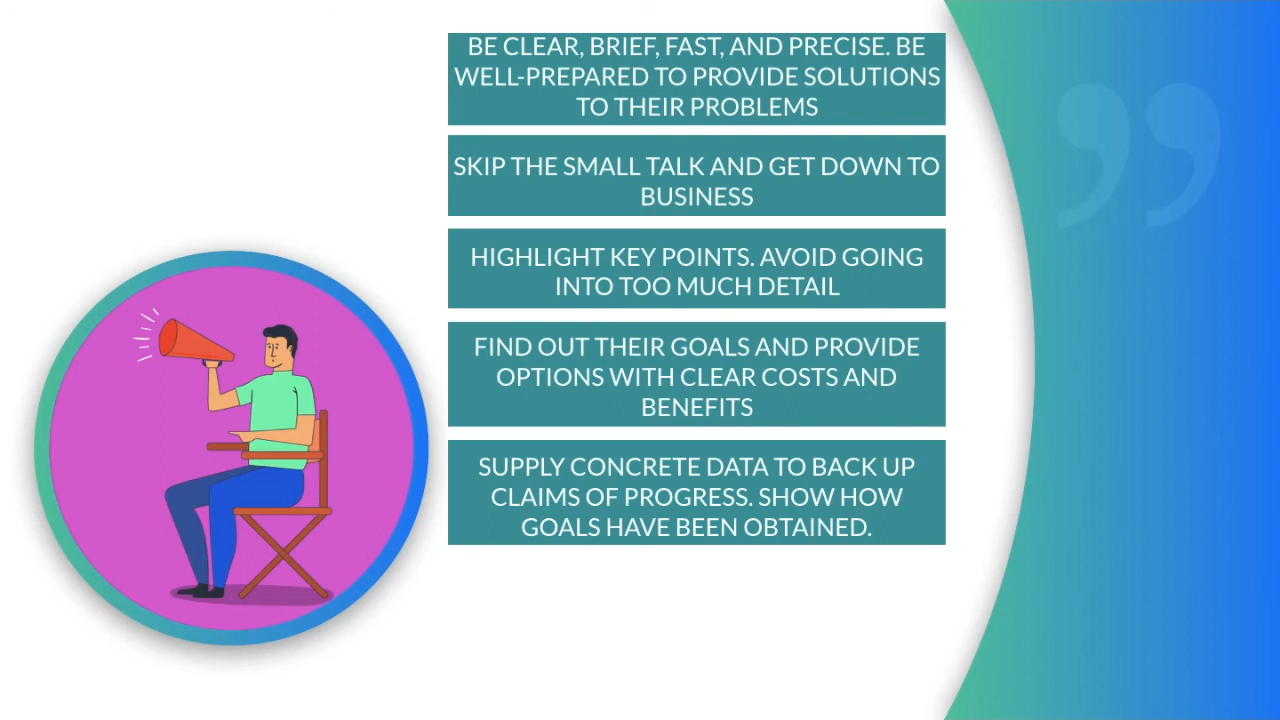 BE CLEAR, BRIEF, FAST, AND PRECISE. BE
WELL-PREPARED TO PROVIDE SOLUTIONS
TO THEIR PROBLEMS
SKIP THE SMALL TALK AND GET DOWN TO
BUSINESS
HIGHLIGHT KEY POINTS. AVOID GOING
INTO TOO MUCH DETAIL
FIND OUT THEIR GOALS AND PROVIDE
OPTIONS WITH CLEAR COSTS AND
BENEFITS
SUPPLY CONCRETE DATA TO BACK UP
CLAIMS OF PROGRESS. SHOW HOW
GOALS HAVE BEEN OBTAINED.